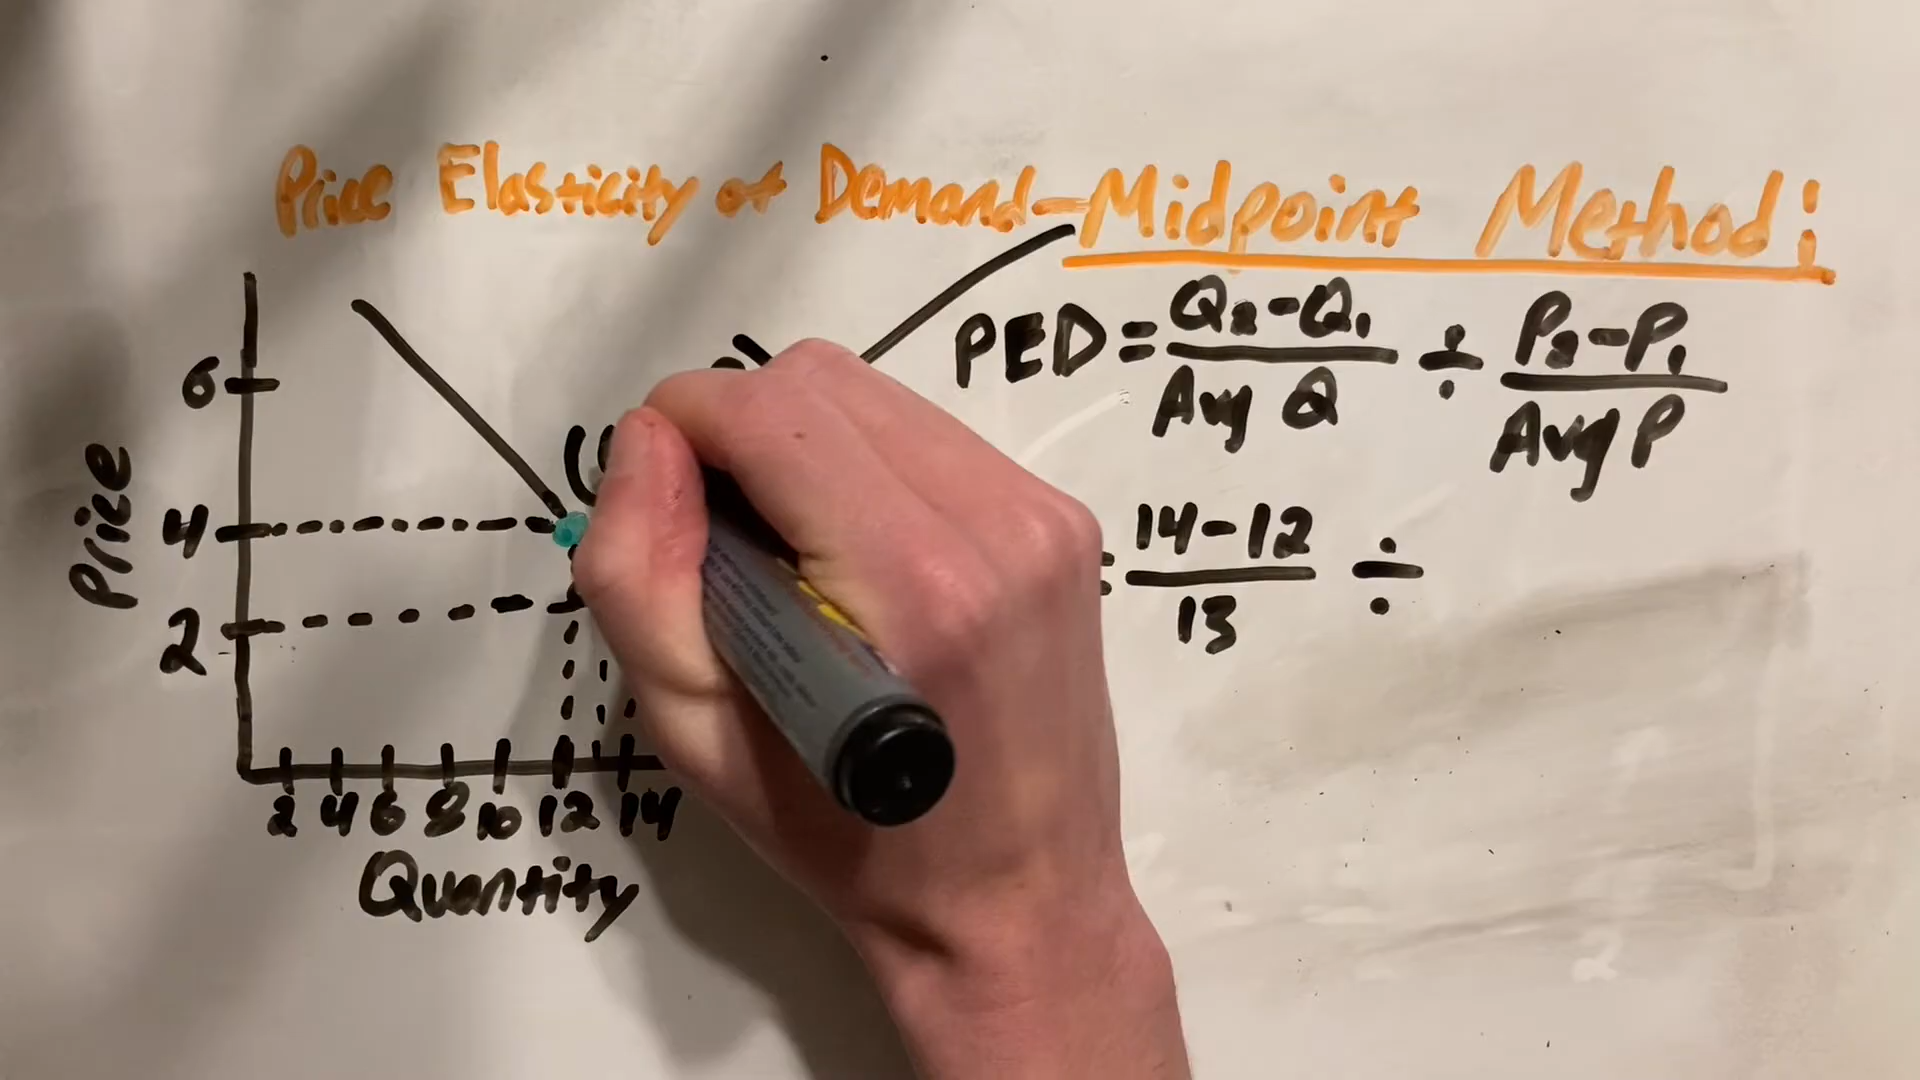 Price Elasticity of Demand-Midpoint Method:
PED = Q2-Q1 / Avg Q ÷ P2-P1 / Avg P
= 14-12 / 13 ÷
Price
6
4
2
2 4 6 8 10 12 14
Quantity